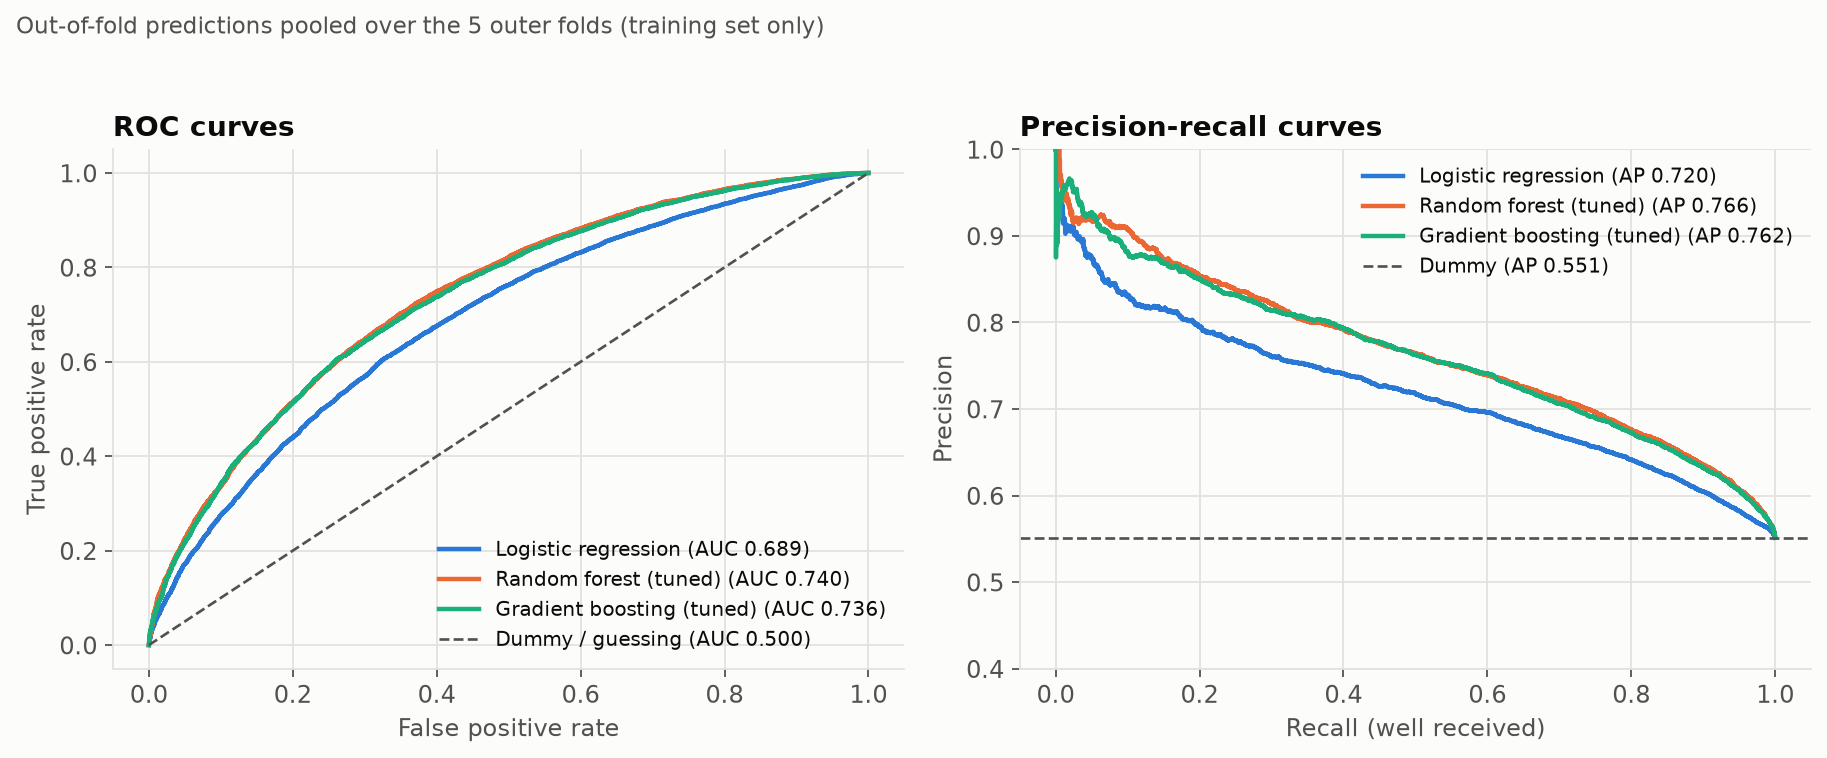 Out-of-fold predictions pooled over the 5 outer folds (training set only)
ROC curves
True positive rate
1.0
0.8
0.6
0.4
0.2
0.0
Logistic regression (AUC 0.689)
Random forest (tuned) (AUC 0.740)
Gradient boosting (tuned) (AUC 0.736)
Dummy / guessing (AUC 0.500)
0.0 0.2 0.4 0.6 0.8 1.0
False positive rate
Precision-recall curves
Precision
1.0
0.9
0.8
0.7
0.6
0.5
0.4
Logistic regression (AP 0.720)
Random forest (tuned) (AP 0.766)
Gradient boosting (tuned) (AP 0.762)
Dummy (AP 0.551)
0.0 0.2 0.4 0.6 0.8 1.0
Recall (well received)